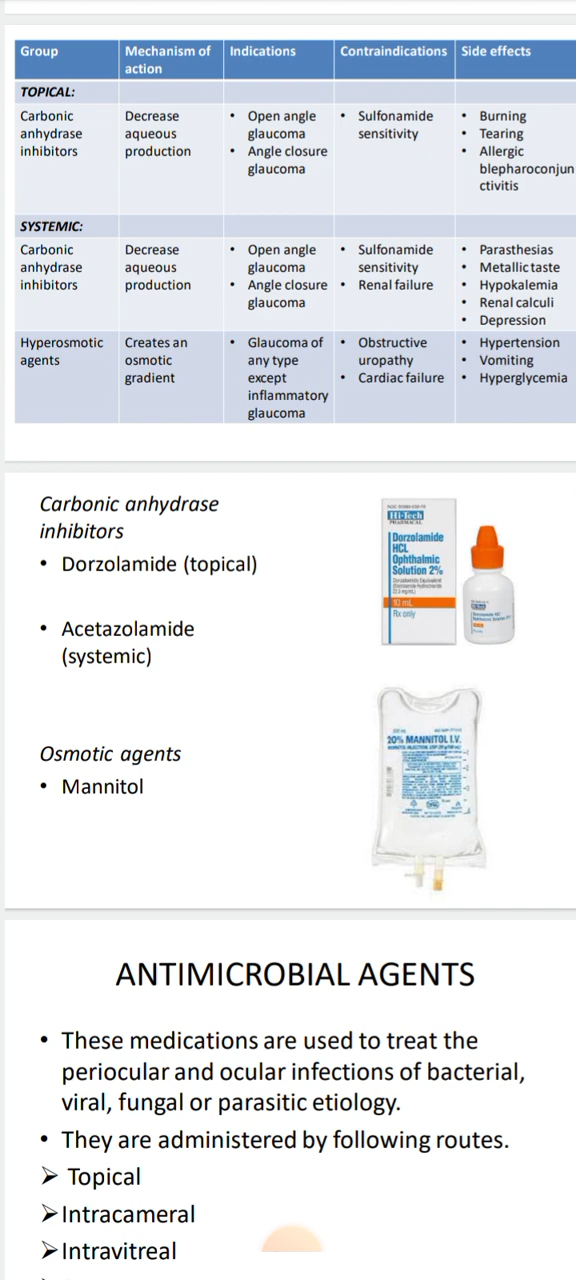 Group Mechanism of action Indications Contraindications Side effects
TOPICAL:
Carbonic anhydrase inhibitors
Decrease aqueous production
• Open angle glaucoma
• Angle closure glaucoma
• Sulfonamide sensitivity
• Burning
• Tearing
• Allergic blepharoconjunctivitis
SYSTEMIC:
Carbonic anhydrase inhibitors
Decrease aqueous production
• Open angle glaucoma
• Angle closure glaucoma
• Sulfonamide sensitivity
• Renal failure
• Parasthesias
• Metallic taste
• Hypokalemia
• Renal calculi
• Depression
Hyperosmotic agents
Creates an osmotic gradient
• Glaucoma of any type except inflammatory glaucoma
• Obstructive uropathy
• Cardiac failure
• Hypertension
• Vomiting
• Hyperglycemia
Carbonic anhydrase
inhibitors
• Dorzolamide (topical)
• Acetazolamide
(systemic)
Hi-Tech
PHARMACAL
Dorzolamide
HCL
Ophthalmic
Solution 2%
10 mL
Rx only
Osmotic agents
• Mannitol
20% MANNITOL I.V.
ANTIMICROBIAL AGENTS
• These medications are used to treat the
periocular and ocular infections of bacterial,
viral, fungal or parasitic etiology.
• They are administered by following routes.
➢ Topical
➢ Intracameral
➢ Intravitreal